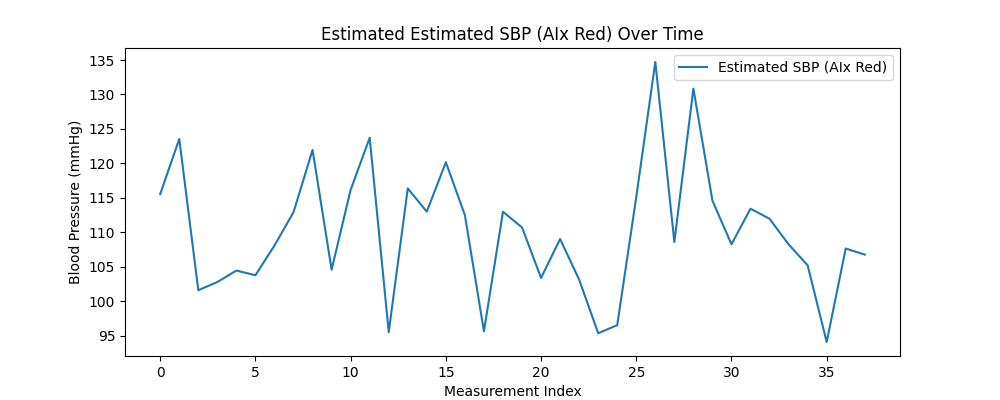 Estimated Estimated SBP (AIx Red) Over Time
Estimated SBP (AIx Red)
Blood Pressure (mmHg)
135
130
125
120
115
110
105
100
95
0 5 10 15 20 25 30 35
Measurement Index